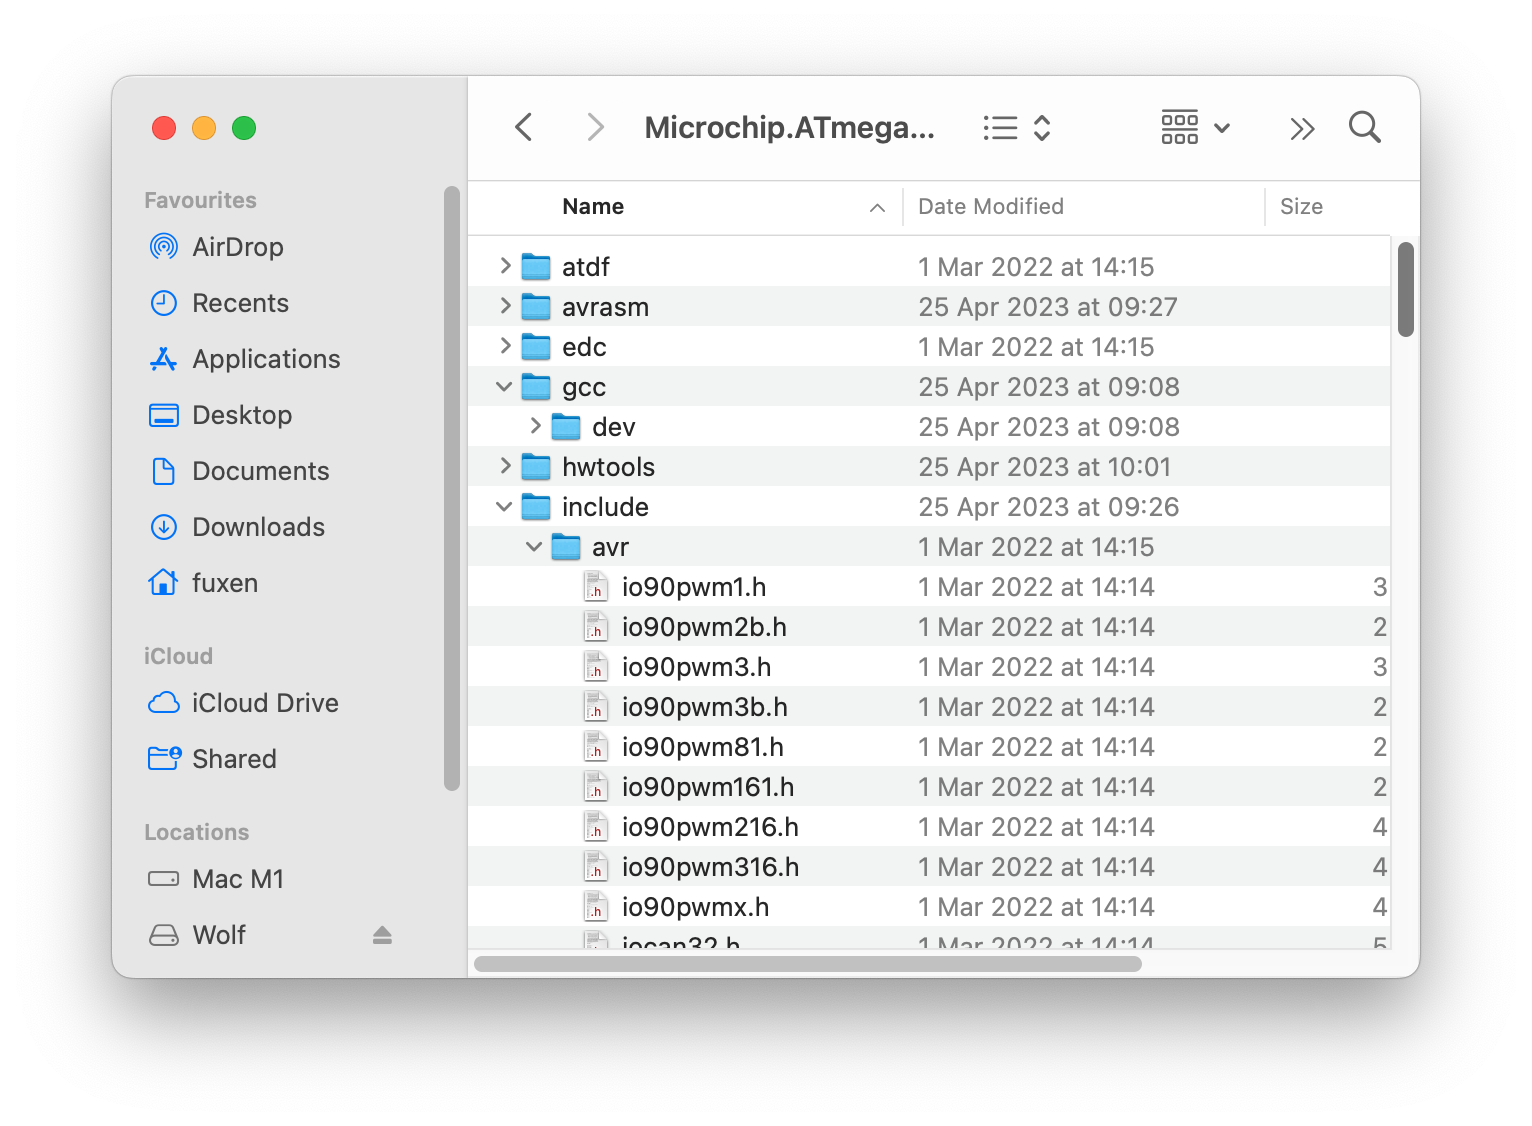 Microchip.ATmega...
Favourites
AirDrop
Recents
Applications
Desktop
Documents
Downloads
fuxen
iCloud
iCloud Drive
Shared
Locations
Mac M1
Wolf
Name Date Modified Size
atdf 1 Mar 2022 at 14:15
avrasm 25 Apr 2023 at 09:27
edc 1 Mar 2022 at 14:15
gcc 25 Apr 2023 at 09:08
dev 25 Apr 2023 at 09:08
hwtools 25 Apr 2023 at 10:01
include 25 Apr 2023 at 09:26
avr 1 Mar 2022 at 14:15
.h io90pwm1.h 1 Mar 2022 at 14:14 3
.h io90pwm2b.h 1 Mar 2022 at 14:14 2
.h io90pwm3.h 1 Mar 2022 at 14:14 3
.h io90pwm3b.h 1 Mar 2022 at 14:14 2
.h io90pwm81.h 1 Mar 2022 at 14:14 2
.h io90pwm161.h 1 Mar 2022 at 14:14 2
.h io90pwm216.h 1 Mar 2022 at 14:14 4
.h io90pwm316.h 1 Mar 2022 at 14:14 4
.h io90pwmx.h 1 Mar 2022 at 14:14 4
iocan32.h 1 Mar 2022 at 14:14 5